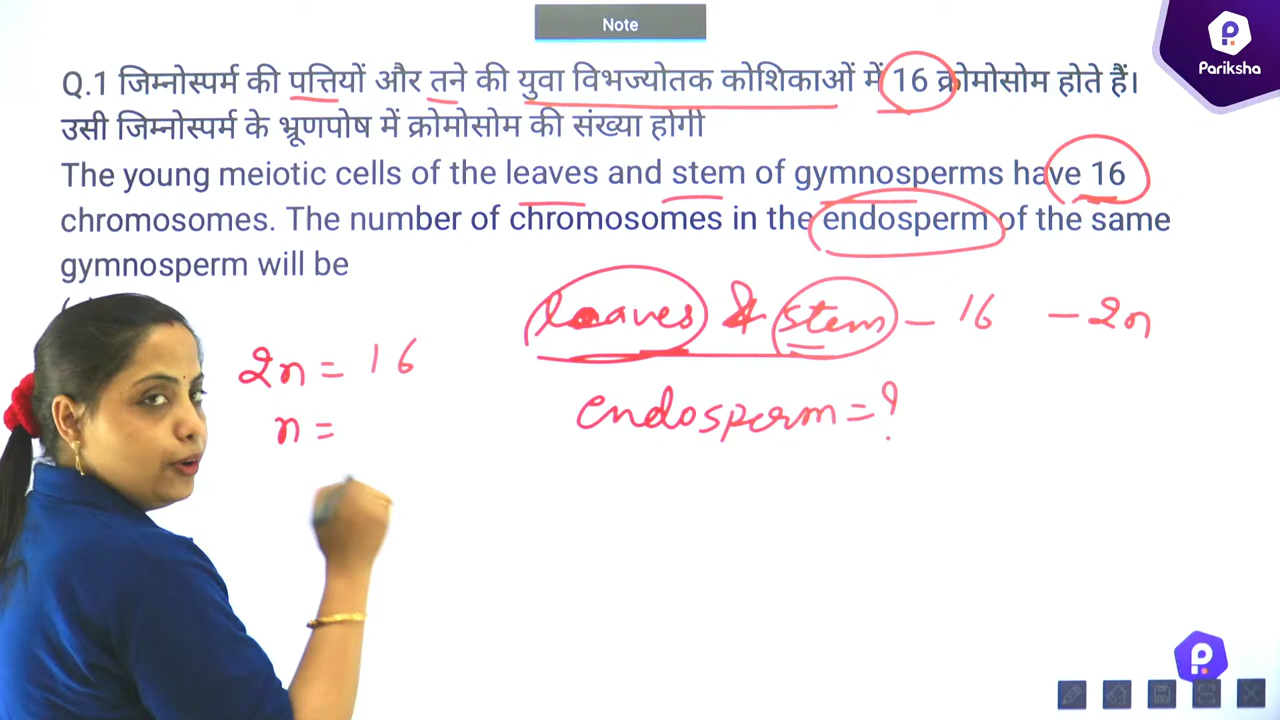 Note
Pariksha
Q.1 जिम्नोस्पर्म की पत्तियों और तने की युवा विभज्योतक कोशिकाओं में 16 क्रोमोसोम होते हैं।
उसी जिम्नोस्पर्म के भ्रूणपोष में क्रोमोसोम की संख्या होगी
The young meiotic cells of the leaves and stem of gymnosperms have 16
chromosomes. The number of chromosomes in the endosperm of the same
gymnosperm will be
leaves & stem – 16 – 2n
2n = 16
endosperm = ?
n =